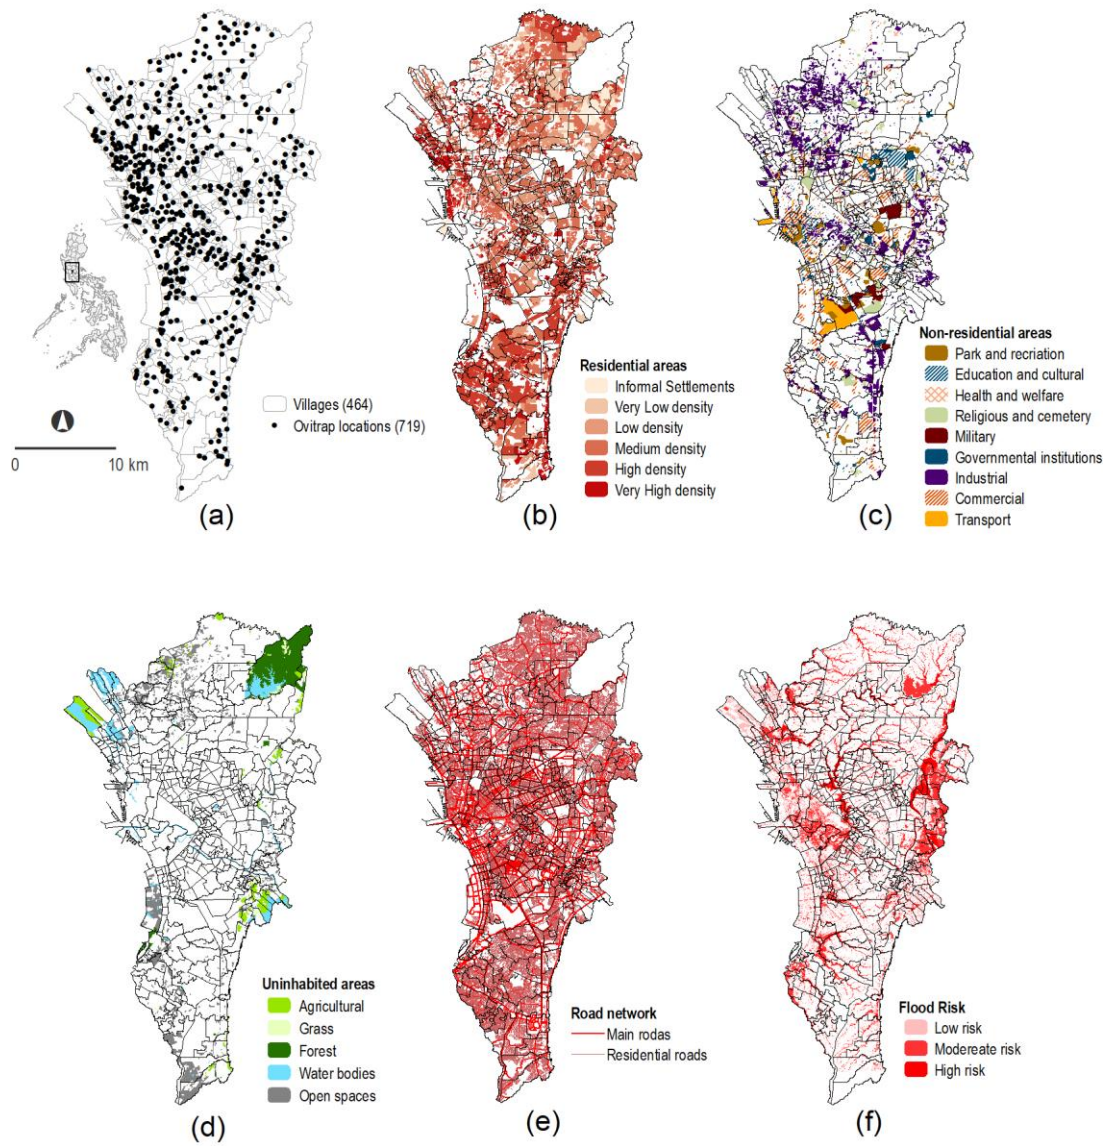 Villages (464)
Ovitrap locations (719)
0 10 km
(a)
Residential areas
Informal Settlements
Very Low density
Low density
Medium density
High density
Very High density
(b)
Non-residential areas
Park and recriation
Education and cultural
Health and welfare
Religious and cemetery
Military
Governmental institutions
Industrial
Commercial
Transport
(c)
Uninhabited areas
Agricultural
Grass
Forest
Water bodies
Open spaces
(d)
Road network
Main rodas
Residential roads
(e)
Flood Risk
Low risk
Modereate risk
High risk
(f)